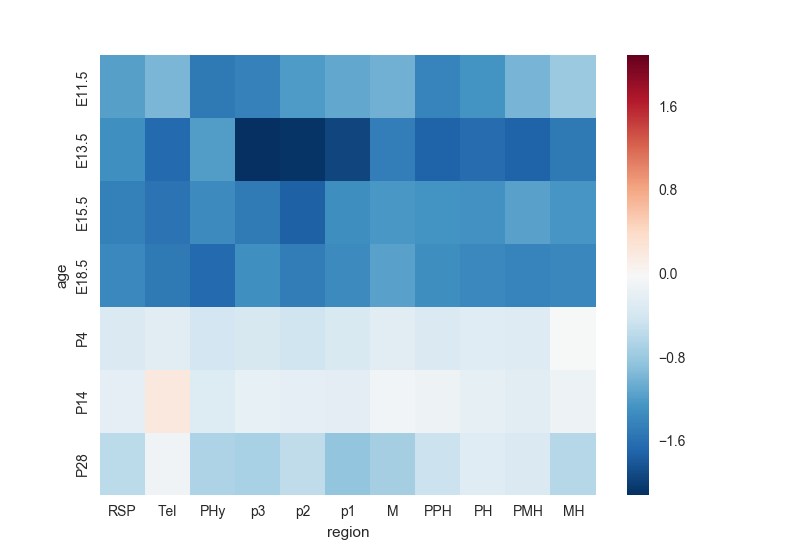 E11.5
E13.5
E15.5
E18.5
P4
P14
P28
age
RSP Tel PHy p3 p2 p1 M PPH PH PMH MH
region
1.6
0.8
0.0
−0.8
−1.6